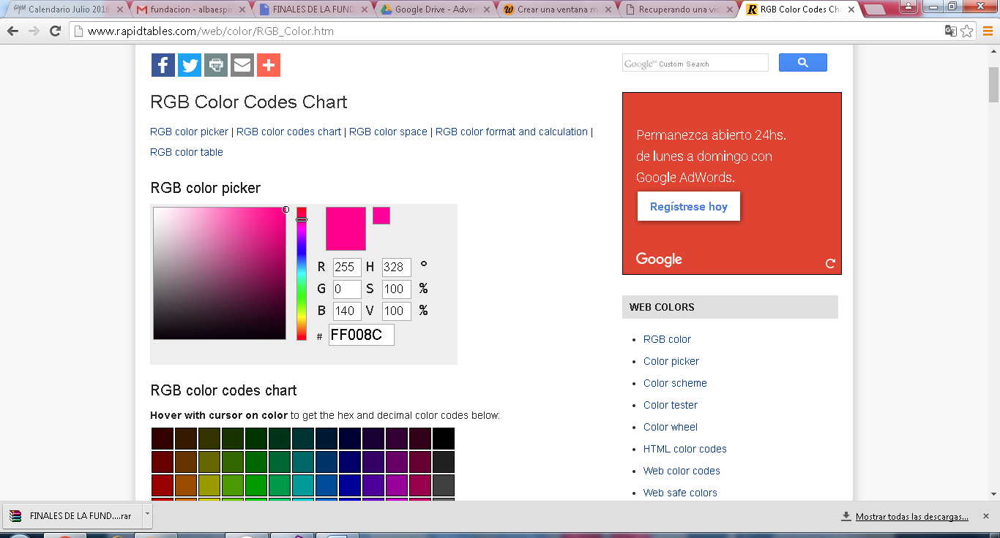 Calendario Julio 2016
fundacion - albaespi
FINALES DE LA FUND
Google Drive - Adver
Crear una ventana m
Recuperando una vid
RGB Color Codes Cha
www.rapidtables.com/web/color/RGB_Color.htm
Google™ Custom Search
RGB Color Codes Chart
RGB color picker | RGB color codes chart | RGB color space | RGB color format and calculation |
RGB color table
RGB color picker
R 255 H 328 °
G 0 S 100 %
B 140 V 100 %
# FF008C
RGB color codes chart
Hover with cursor on color to get the hex and decimal color codes below:
Permanezca abierto 24hs.
de lunes a domingo con
Google AdWords.
Regístrese hoy
Google
WEB COLORS
RGB color
Color picker
Color scheme
Color tester
Color wheel
HTML color codes
Web color codes
Web safe colors
FINALES DE LA FUND....rar
Mostrar todas las descargas...